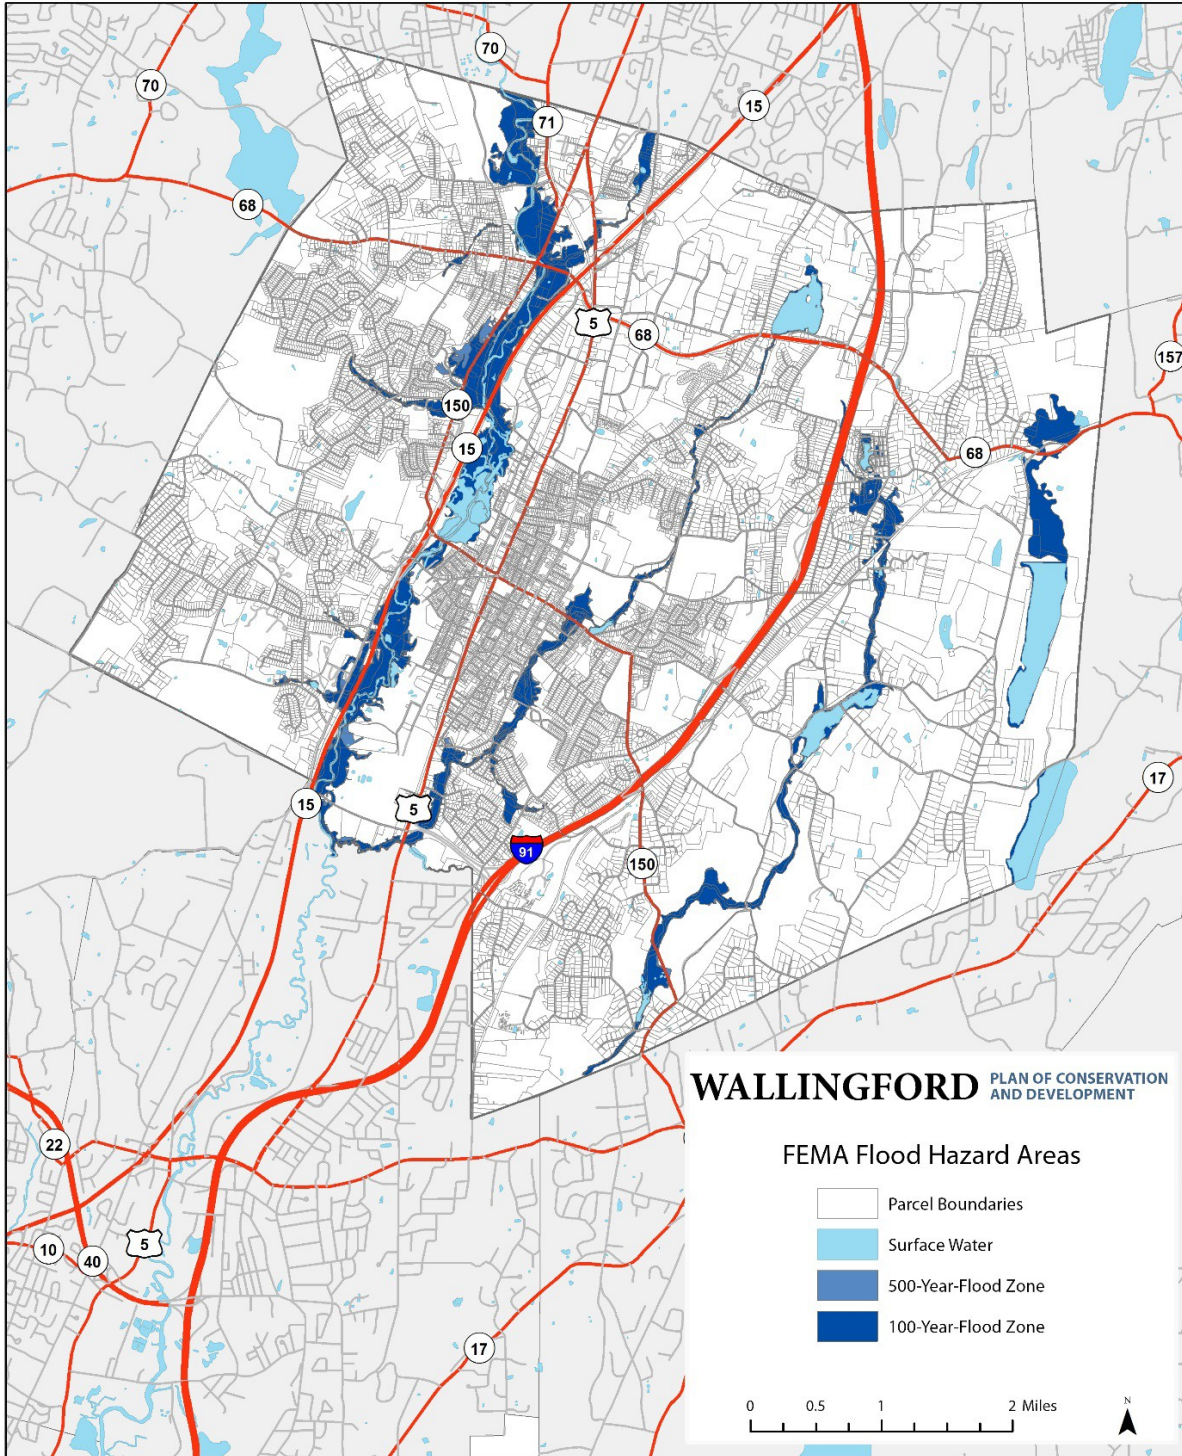 70
70
15
71
68
5
68
157
150
15
68
17
15
5
91
150
WALLINGFORD PLAN OF CONSERVATION
AND DEVELOPMENT
FEMA Flood Hazard Areas
Parcel Boundaries
Surface Water
500-Year-Flood Zone
100-Year-Flood Zone
22
10
40
5
17
0 0.5 1 2 Miles
N